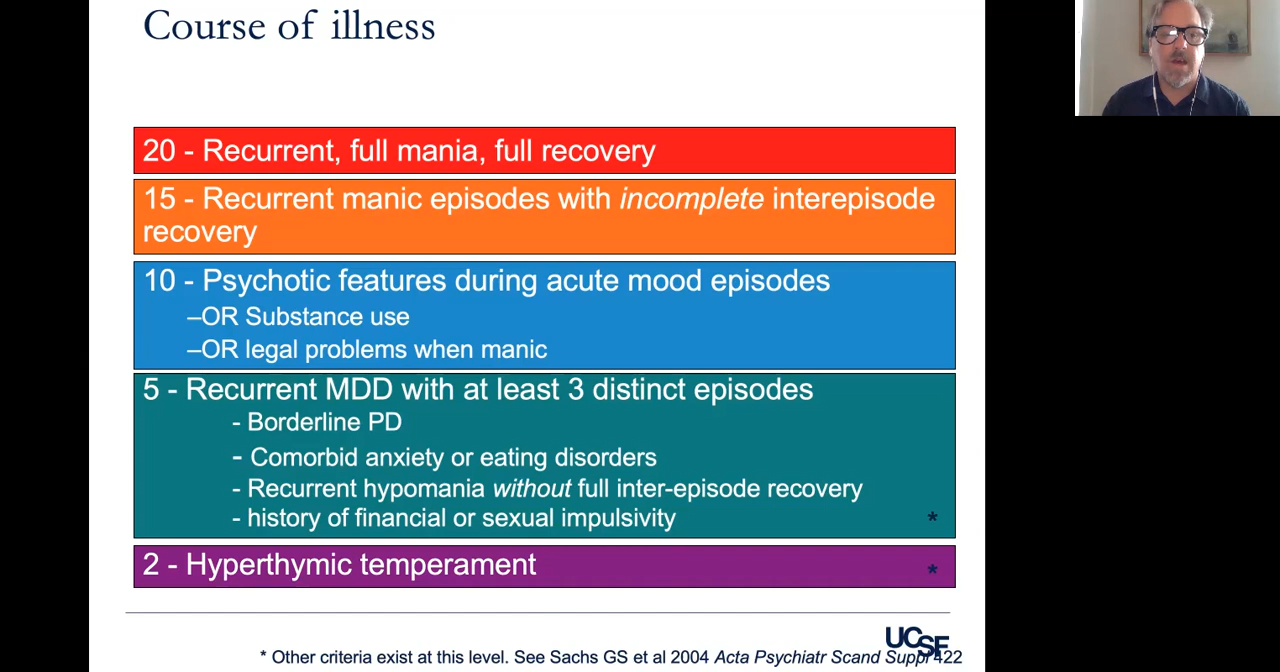 Course of illness
20 - Recurrent, full mania, full recovery
15 - Recurrent manic episodes with incomplete interepisode
recovery
10 - Psychotic features during acute mood episodes
–OR Substance use
–OR legal problems when manic
5 - Recurrent MDD with at least 3 distinct episodes
- Borderline PD
- Comorbid anxiety or eating disorders
- Recurrent hypomania without full inter-episode recovery
- history of financial or sexual impulsivity *
2 - Hyperthymic temperament *
UCSF
* Other criteria exist at this level. See Sachs GS et al 2004 Acta Psychiatr Scand Suppl 422